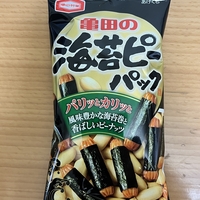 亀田の
海苔ピー
パック
パリッとカリッと
風味豊かな海苔巻と
香ばしいピーナッツ